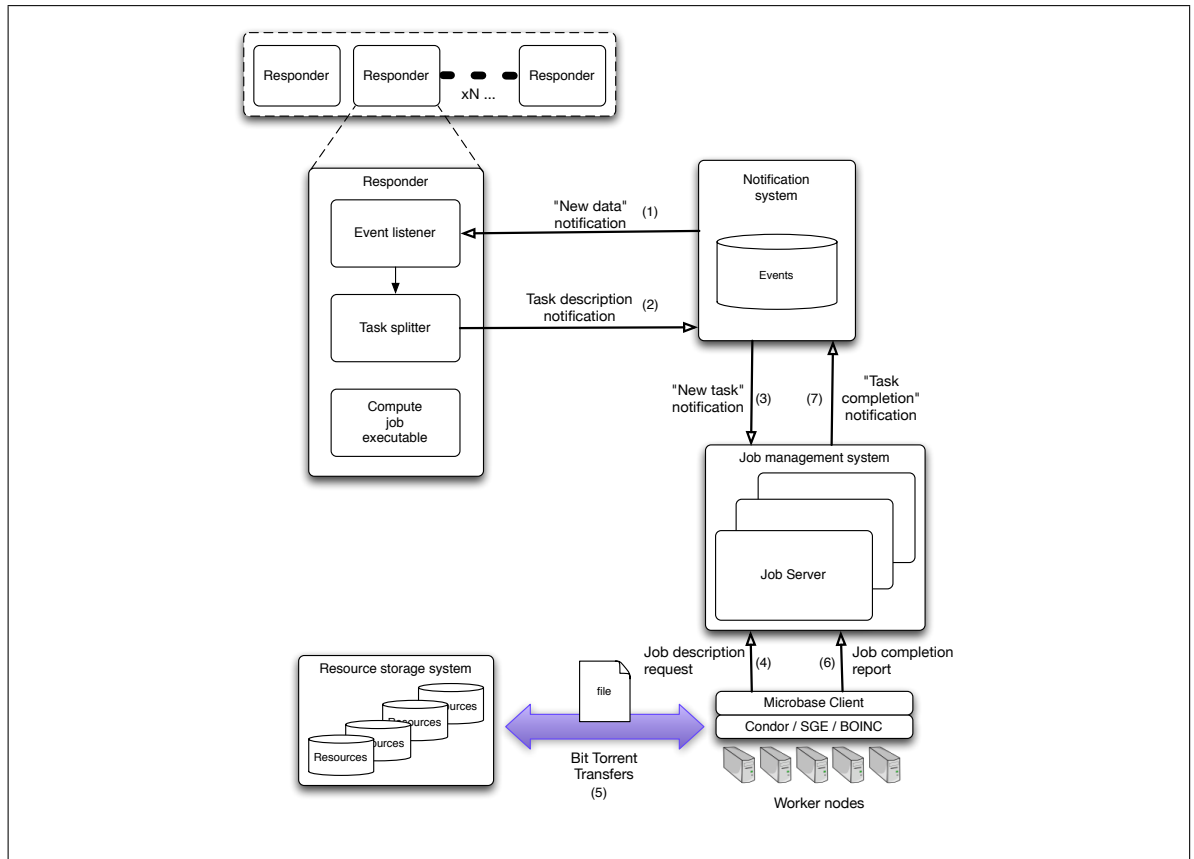 Responder
Responder
Responder
xN ...
Responder
Event listener
Task splitter
Compute
job
executable
"New data"
notification
(1)
Task description
notification
(2)
Notification
system
Events
"New task"
notification
(3)
(7)
"Task
completion"
notification
Job management system
Job Server
Job description
request
(4)
(6)
Job completion
report
Resource storage system
Resources
Resources
Resources
Resources
file
Bit Torrent
Transfers
(5)
Microbase Client
Condor / SGE / BOINC
Worker nodes